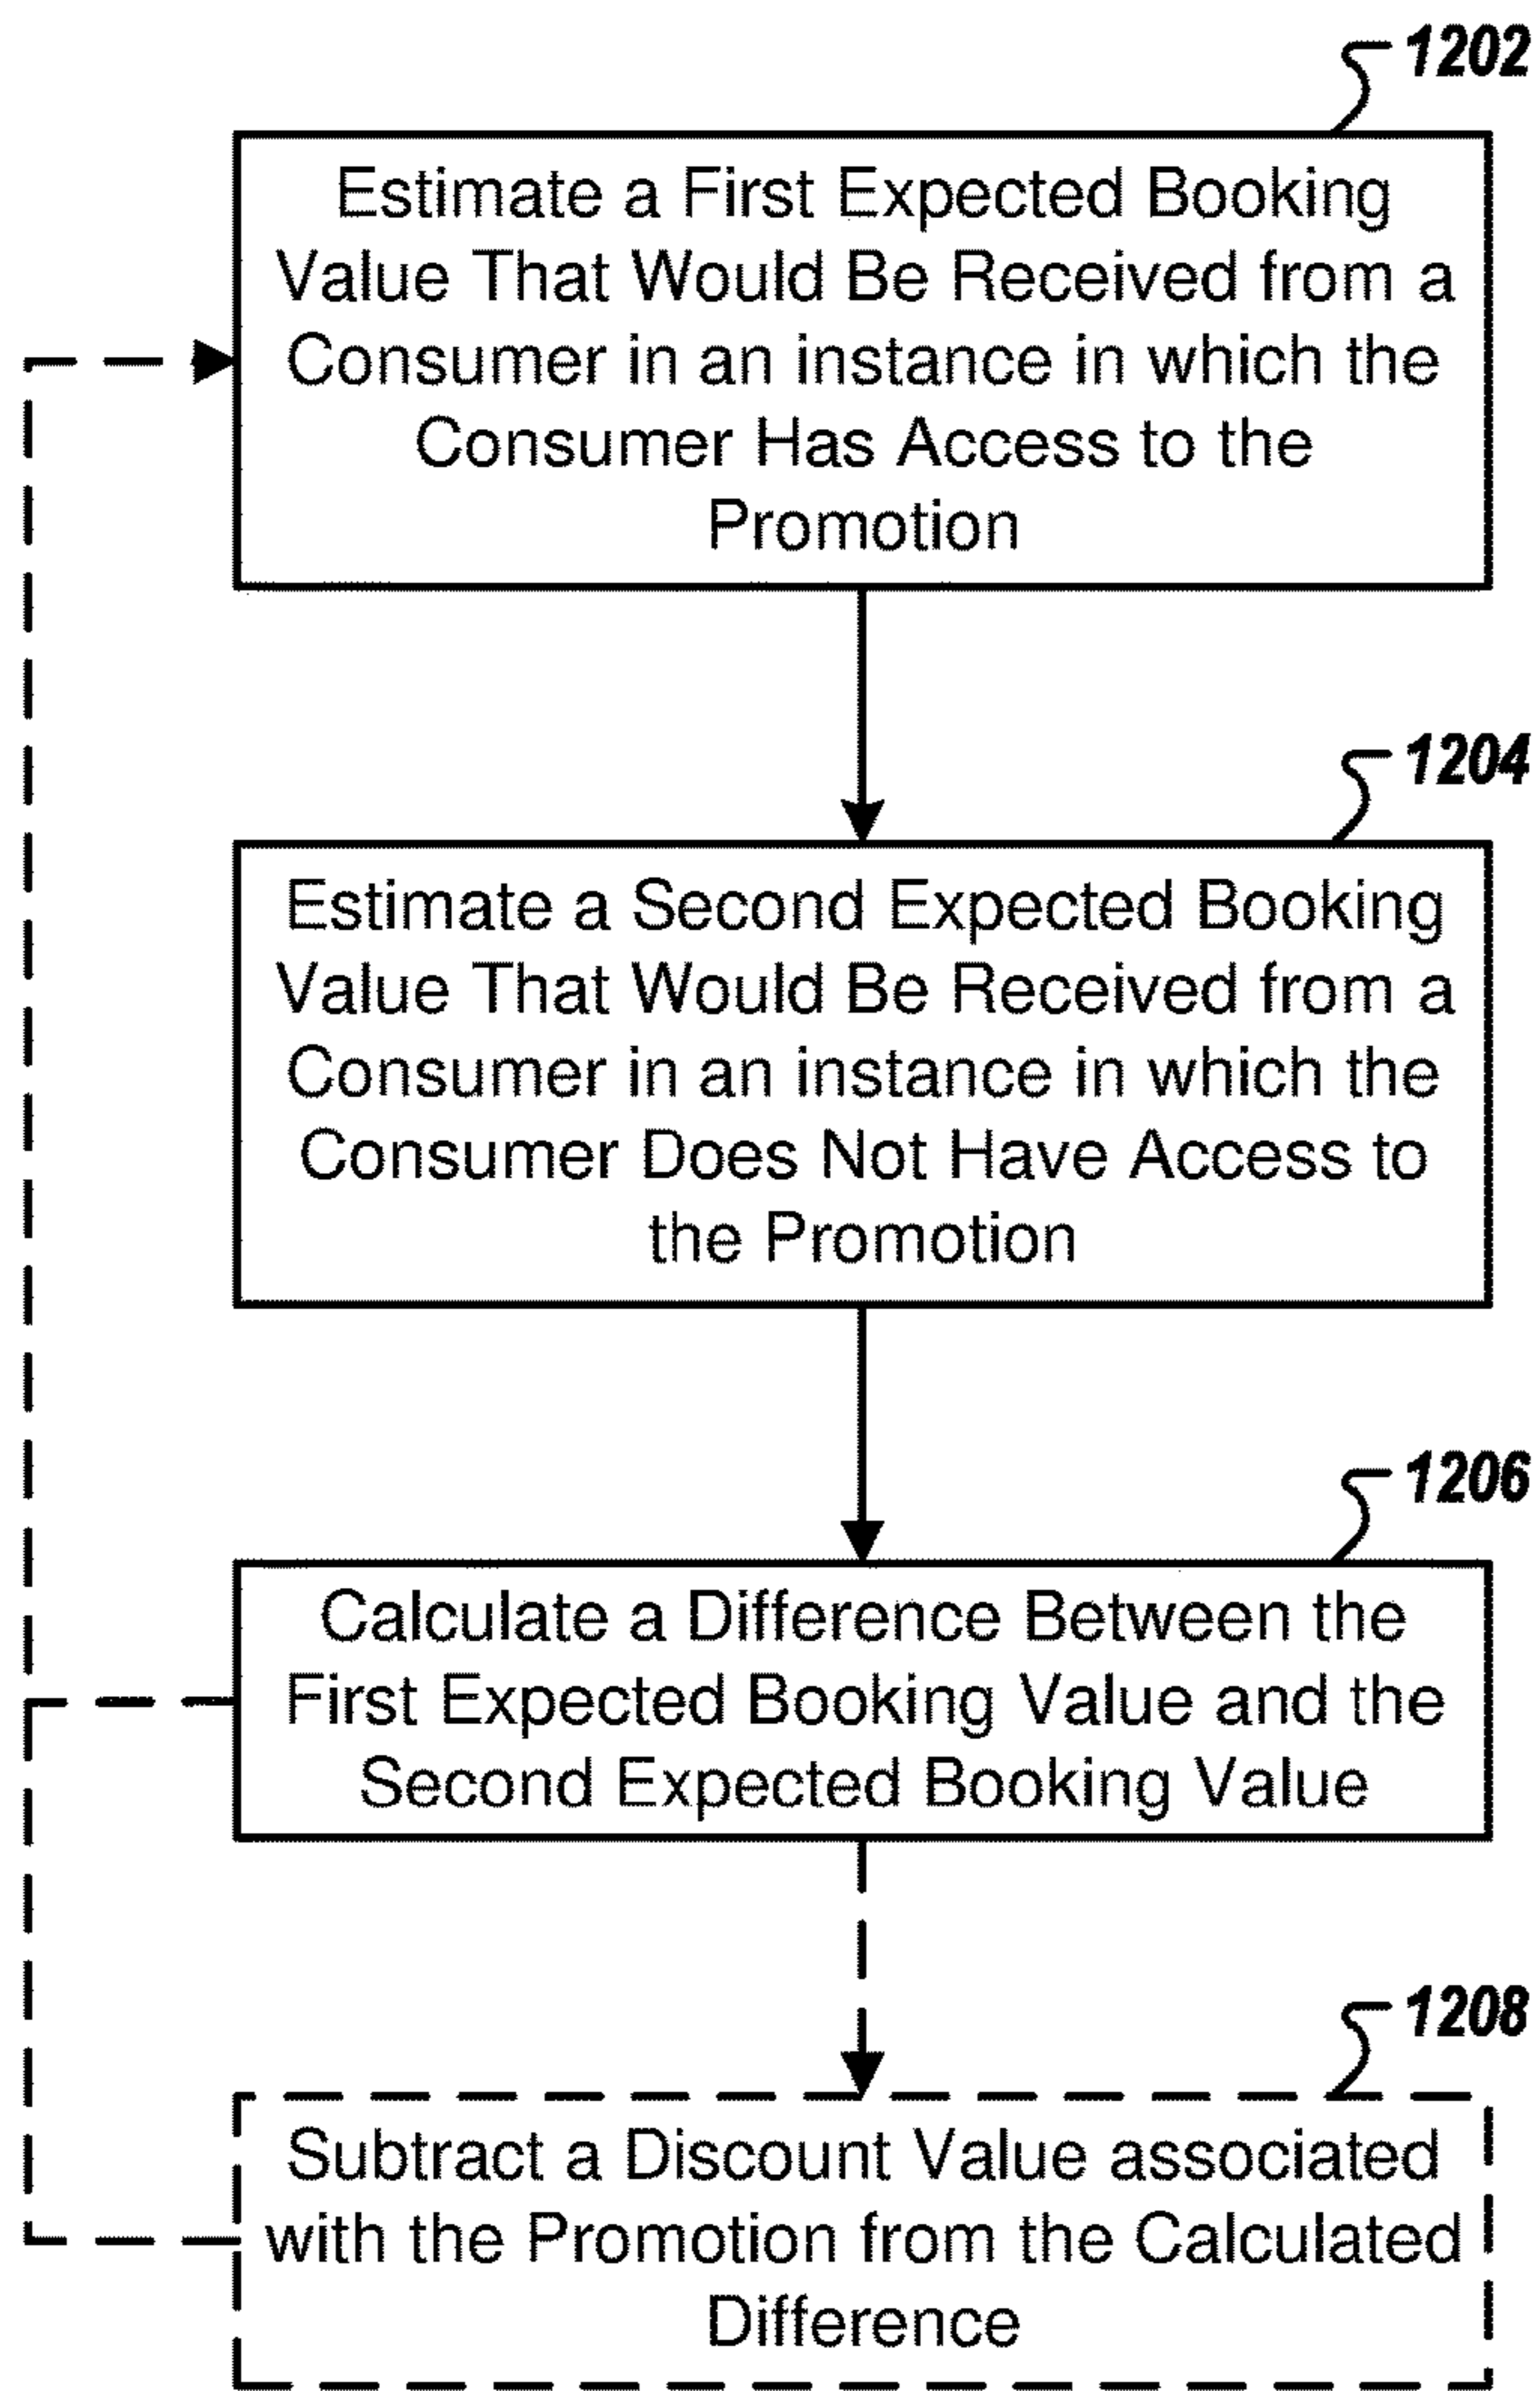 1202
Estimate a First Expected Booking
Value That Would Be Received from a
Consumer in an instance in which the
Consumer Has Access to the
Promotion
1204
Estimate a Second Expected Booking
Value That Would Be Received from a
Consumer in an instance in which the
Consumer Does Not Have Access to
the Promotion
1206
Calculate a Difference Between the
First Expected Booking Value and the
Second Expected Booking Value
1208
Subtract a Discount Value associated
with the Promotion from the Calculated
Difference